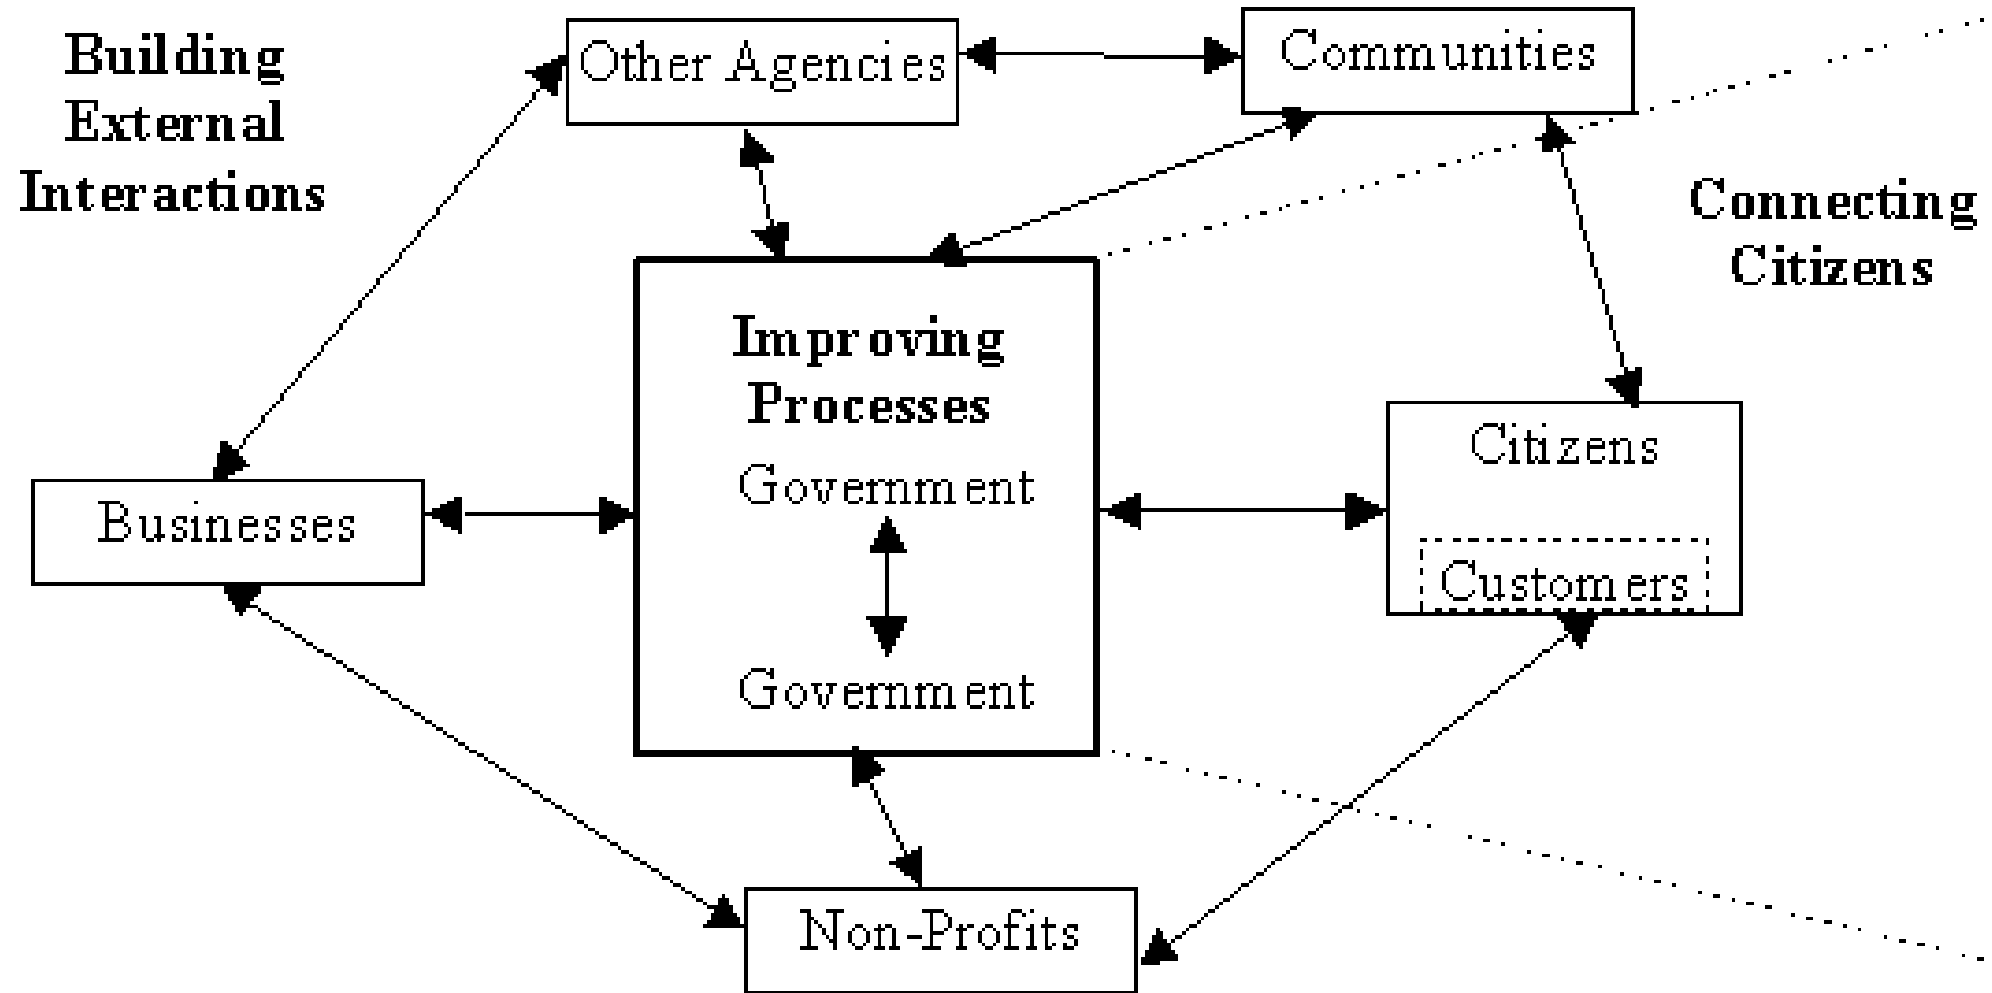 Building
External
Interactions
Other Agencies
Communities
Connecting
Citizens
Improving
Processes
Government
Government
Businesses
Citizens
Customers
Non-Profits